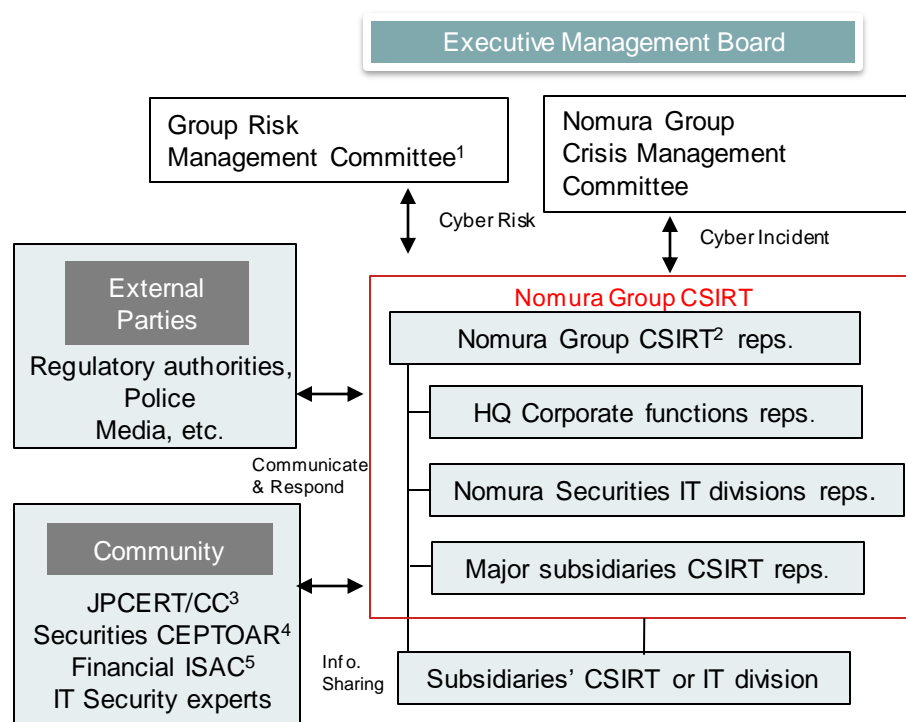 Executive Management Board
Group Risk
Management Committee¹
Nomura Group
Crisis Management
Committee
Cyber Risk
Cyber Incident
External
Parties
Regulatory authorities,
Police
Media, etc.
Nomura Group CSIRT
Nomura Group CSIRT² reps.
HQ Corporate functions reps.
Nomura Securities IT divisions reps.
Major subsidiaries CSIRT reps.
Communicate
& Respond
Community
JPCERT/CC³
Securities CEPTOAR⁴
Financial ISAC⁵
IT Security experts
Info.
Sharing
Subsidiaries’ CSIRT or IT division